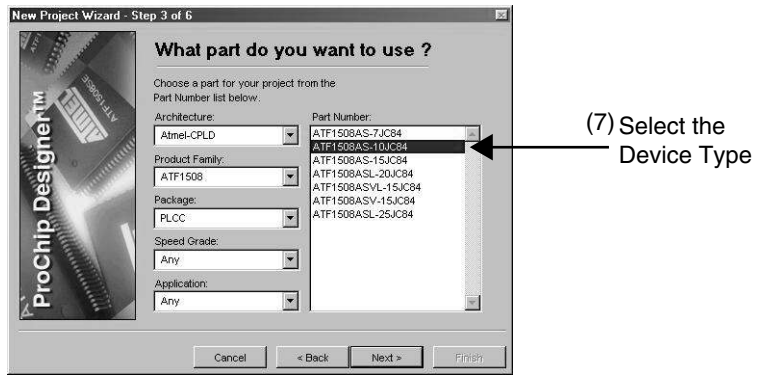 New Project Wizard - Step 3 of 6
ProChip Designer™
ATMEL
What part do you want to use ?
Choose a part for your project from the
Part Number list below.
Architecture:
Atmel-CPLD
Product Family:
ATF1508
Package:
PLCC
Speed Grade:
Any
Application:
Any
Part Number:
ATF1508AS-7JC84
ATF1508AS-10JC84
ATF1508AS-15JC84
ATF1508ASL-20JC84
ATF1508ASVL-15JC84
ATF1508ASV-15JC84
ATF1508ASL-25JC84
Cancel
< Back
Next >
Finish
(7) Select the
Device Type